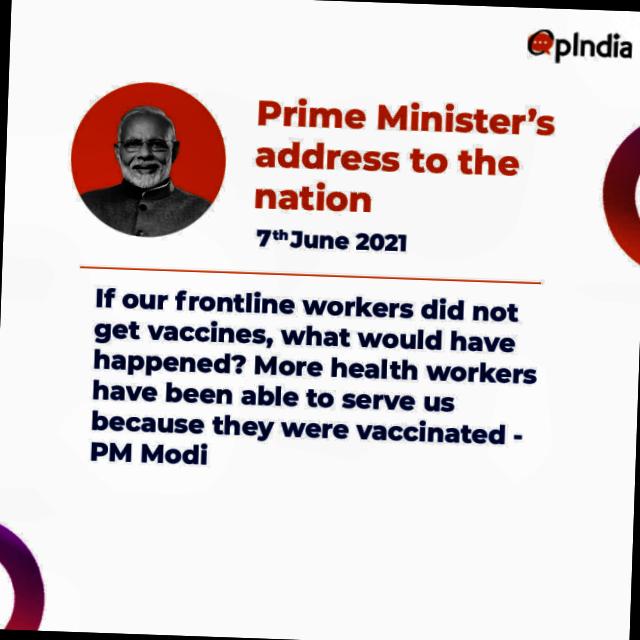 OpIndia
Prime Minister's
address to the
nation
7th June 2021
If our frontline workers did not
get vaccines, what would have
happened? More health workers
have been able to serve us
because they were vaccinated -
PM Modi